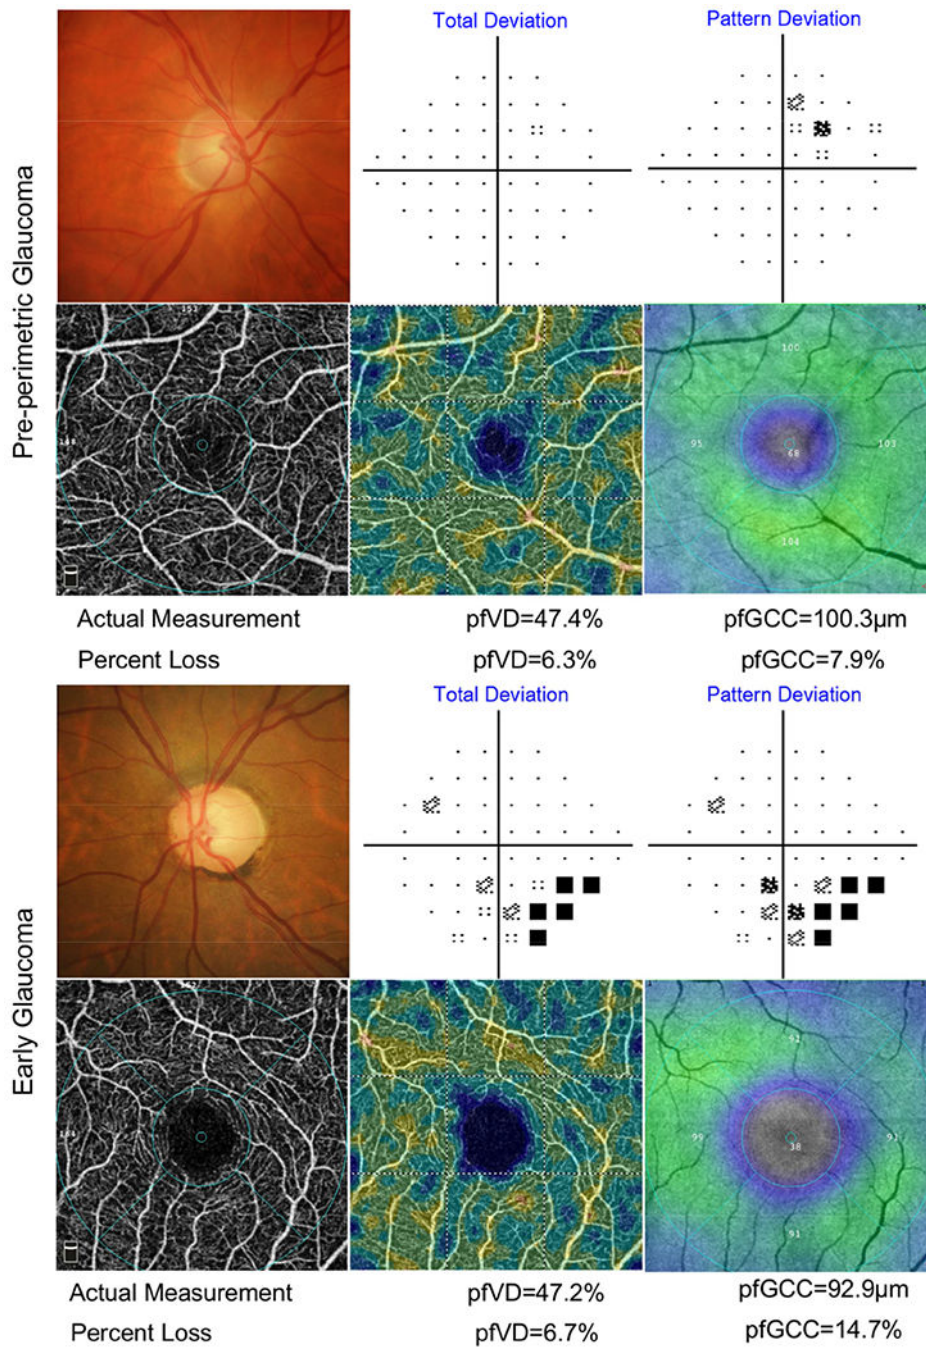 Pre-perimetric Glaucoma
Total Deviation
Pattern Deviation
100
95
68
103
104
Actual Measurement
pfVD=47.4%
pfGCC=100.3µm
Percent Loss
pfVD=6.3%
pfGCC=7.9%
Early Glaucoma
Total Deviation
Pattern Deviation
92
99
38
91
Actual Measurement
pfVD=47.2%
pfGCC=92.9µm
Percent Loss
pfVD=6.7%
pfGCC=14.7%